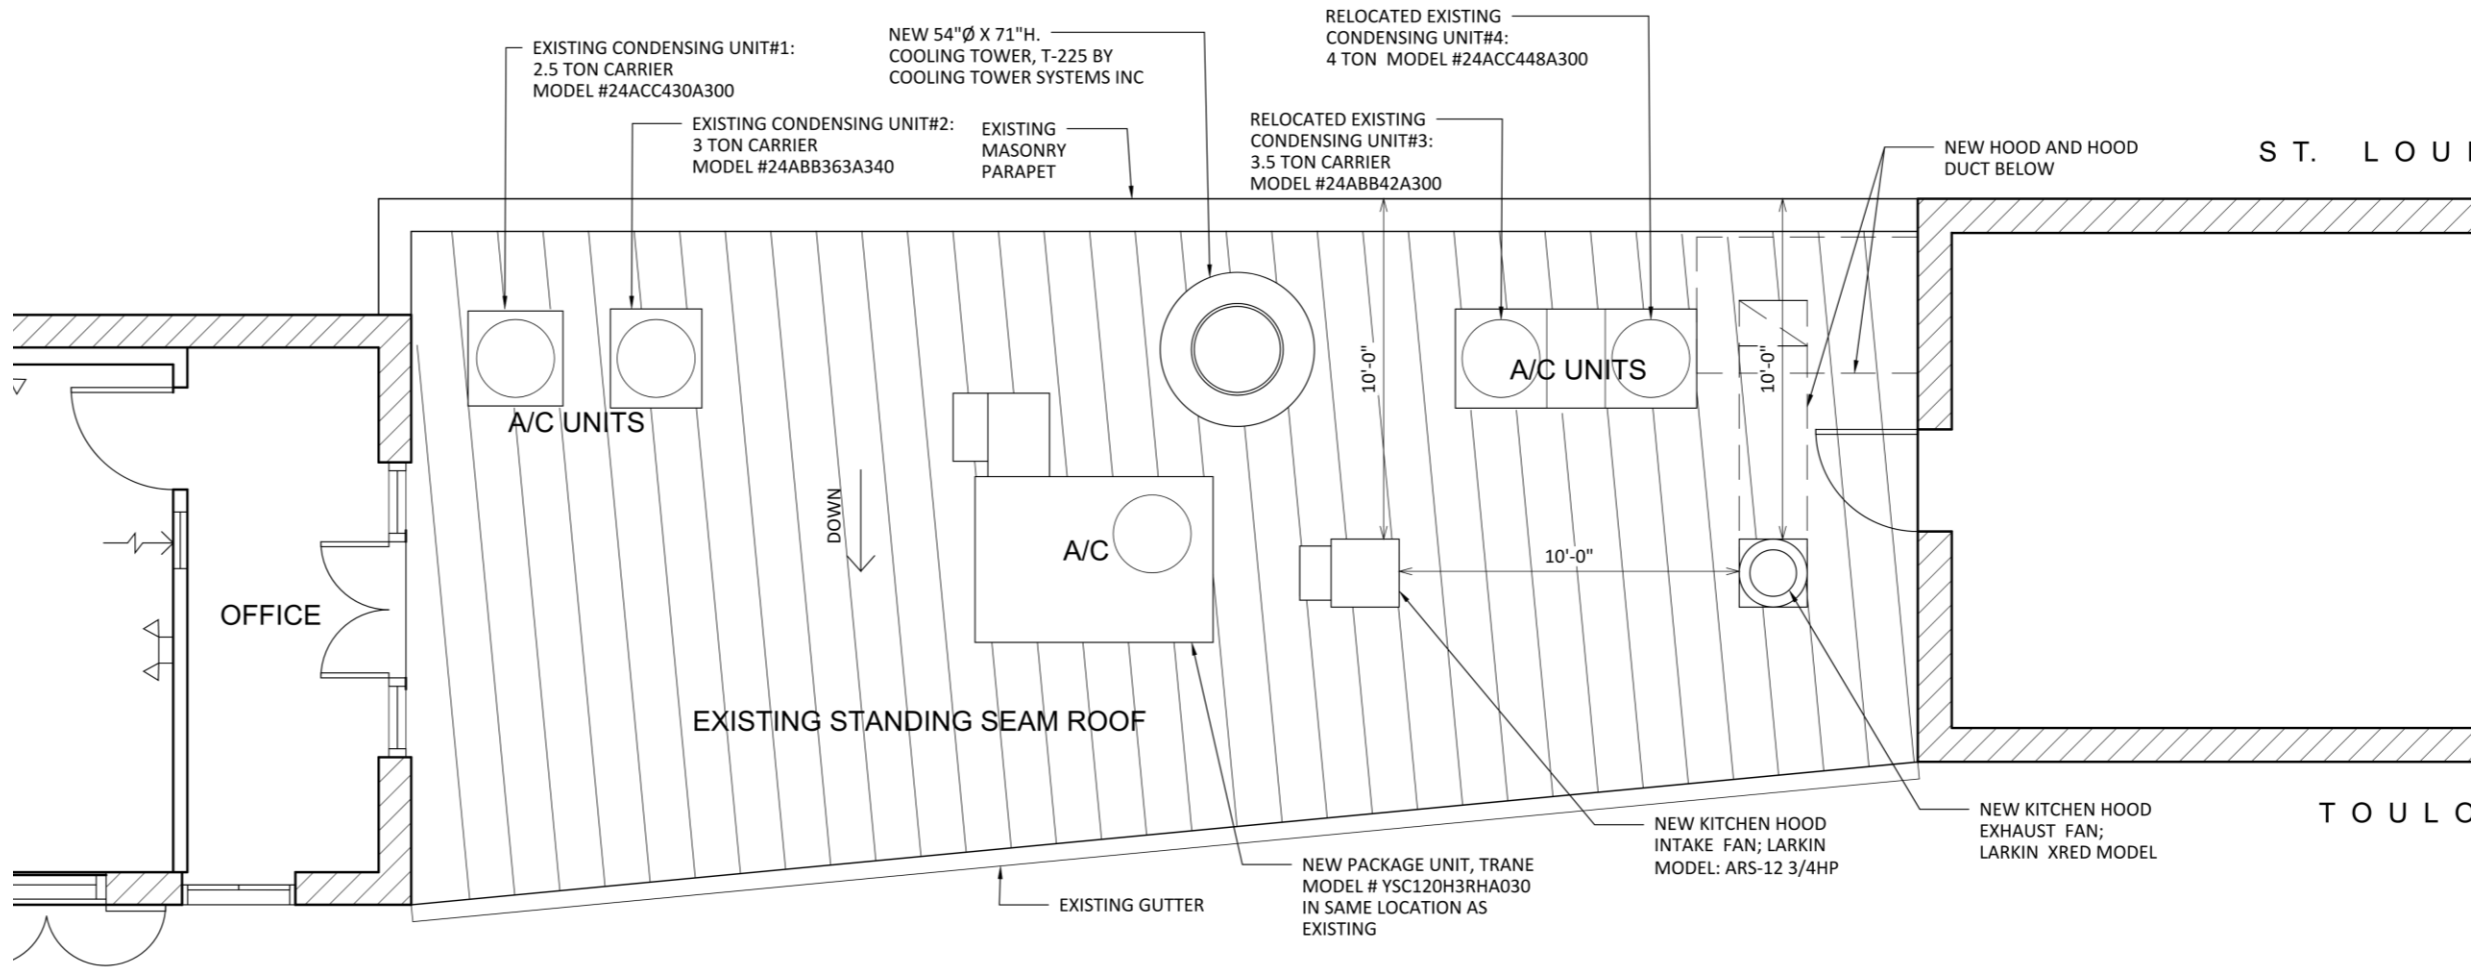 RELOCATED EXISTING
CONDENSING UNIT#4:
4 TON MODEL #24ACC448A300
NEW 54"Ø X 71"H.
COOLING TOWER, T-225 BY
COOLING TOWER SYSTEMS INC
EXISTING CONDENSING UNIT#1:
2.5 TON CARRIER
MODEL #24ACC430A300
EXISTING CONDENSING UNIT#2:
3 TON CARRIER
MODEL #24ABB363A340
EXISTING
MASONRY
PARAPET
RELOCATED EXISTING
CONDENSING UNIT#3:
3.5 TON CARRIER
MODEL #24ABB42A300
NEW HOOD AND HOOD
DUCT BELOW
ST. LOUI
10'-0"
10'-0"
A/C UNITS
A/C UNITS
DOWN
A/C
10'-0"
OFFICE
EXISTING STANDING SEAM ROOF
NEW KITCHEN HOOD
EXHAUST FAN;
LARKIN XRED MODEL
TOULO
NEW KITCHEN HOOD
INTAKE FAN; LARKIN
MODEL: ARS-12 3/4HP
NEW PACKAGE UNIT, TRANE
MODEL # YSC120H3RHA030
IN SAME LOCATION AS
EXISTING
EXISTING GUTTER